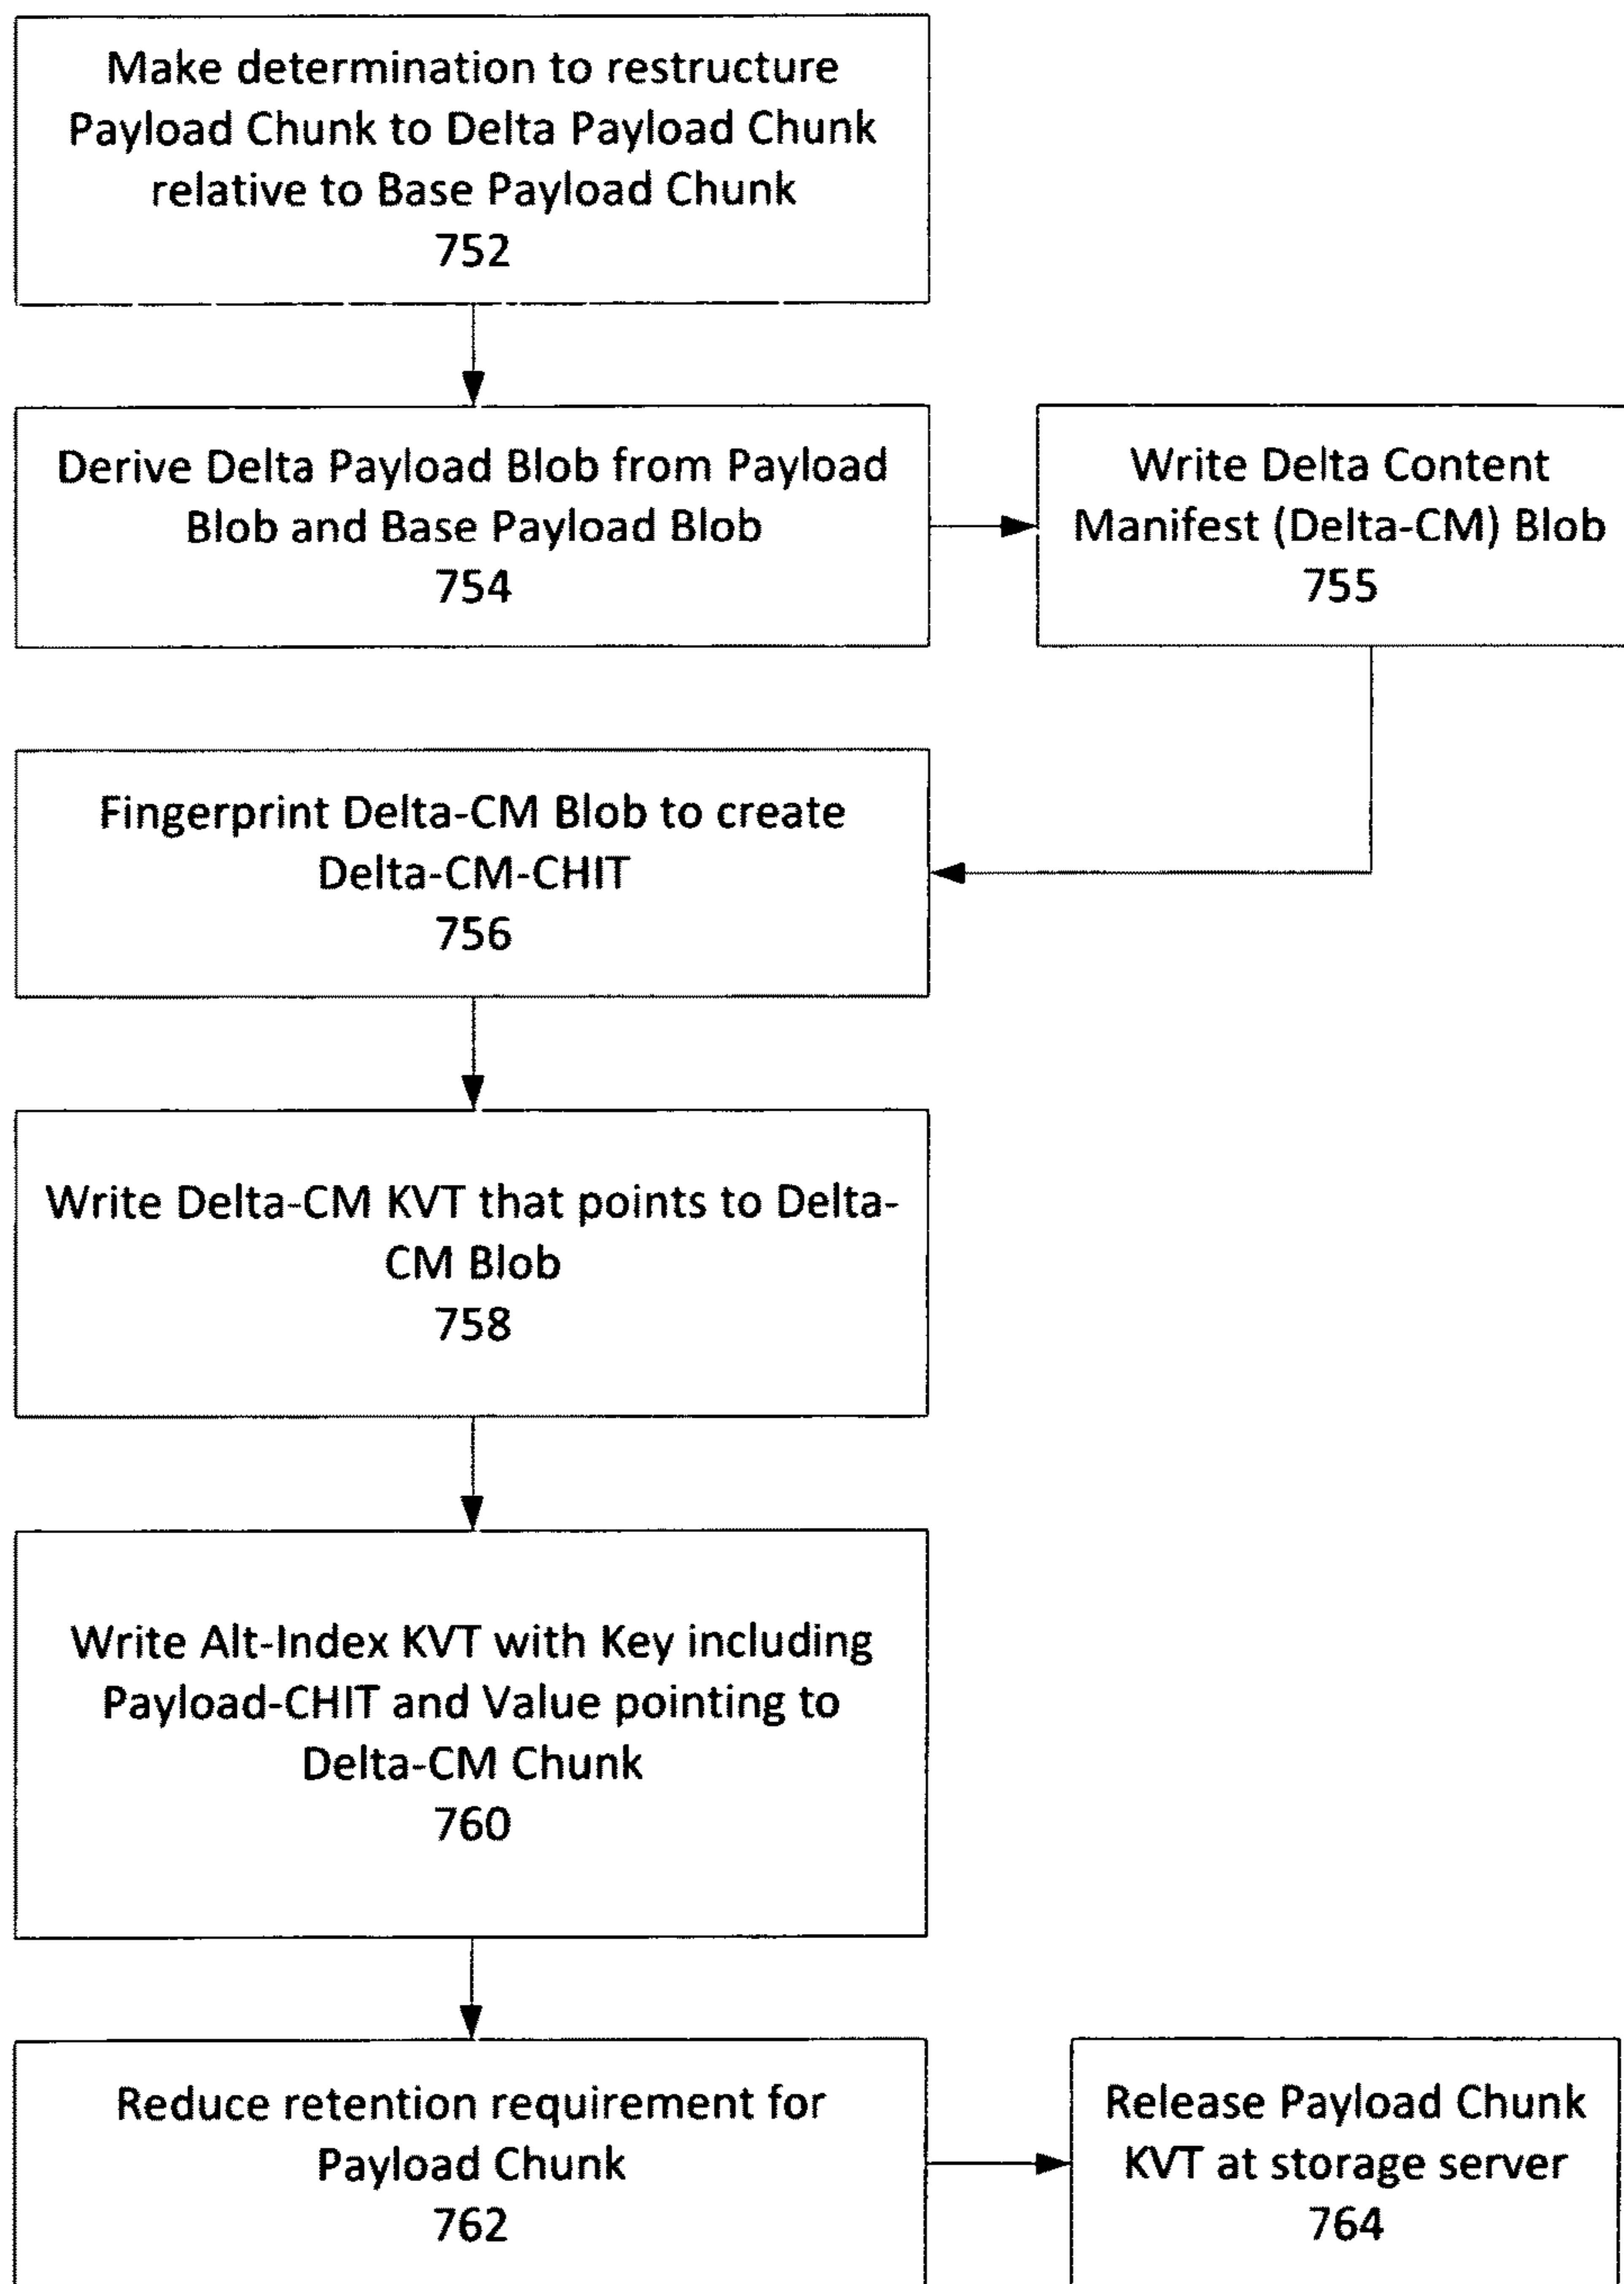 Make determination to restructure
Payload Chunk to Delta Payload Chunk
relative to Base Payload Chunk
752
Derive Delta Payload Blob from Payload
Blob and Base Payload Blob
754
Write Delta Content
Manifest (Delta-CM) Blob
755
Fingerprint Delta-CM Blob to create
Delta-CM-CHIT
756
Write Delta-CM KVT that points to Delta-
CM Blob
758
Write Alt-Index KVT with Key including
Payload-CHIT and Value pointing to
Delta-CM Chunk
760
Reduce retention requirement for
Payload Chunk
762
Release Payload Chunk
KVT at storage server
764